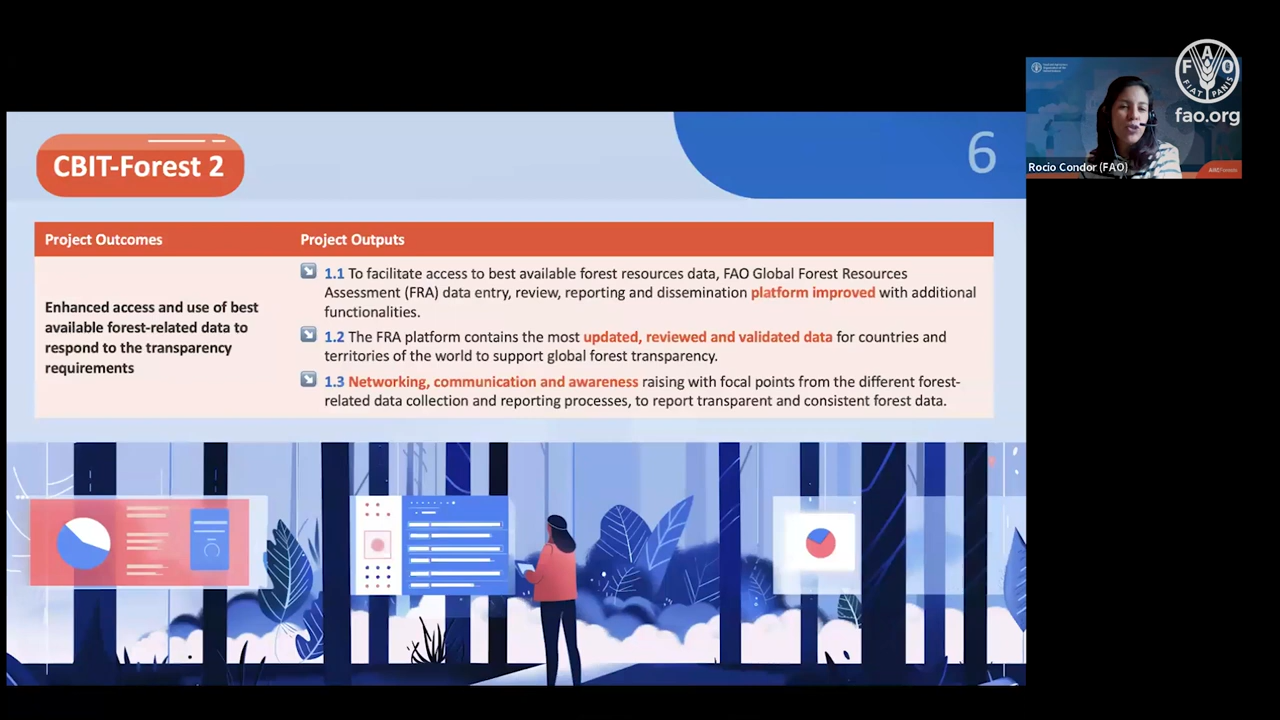 CBIT-Forest 2
6
Project Outcomes
Project Outputs
Enhanced access and use of best
available forest-related data to
respond to the transparency
requirements
1.1 To facilitate access to best available forest resources data, FAO Global Forest Resources
Assessment (FRA) data entry, review, reporting and dissemination platform improved with additional
functionalities.
1.2 The FRA platform contains the most updated, reviewed and validated data for countries and
territories of the world to support global forest transparency.
1.3 Networking, communication and awareness raising with focal points from the different forest-
related data collection and reporting processes, to report transparent and consistent forest data.
FAO
FIAT PANIS
fao.org
Rocio Condor (FAO)